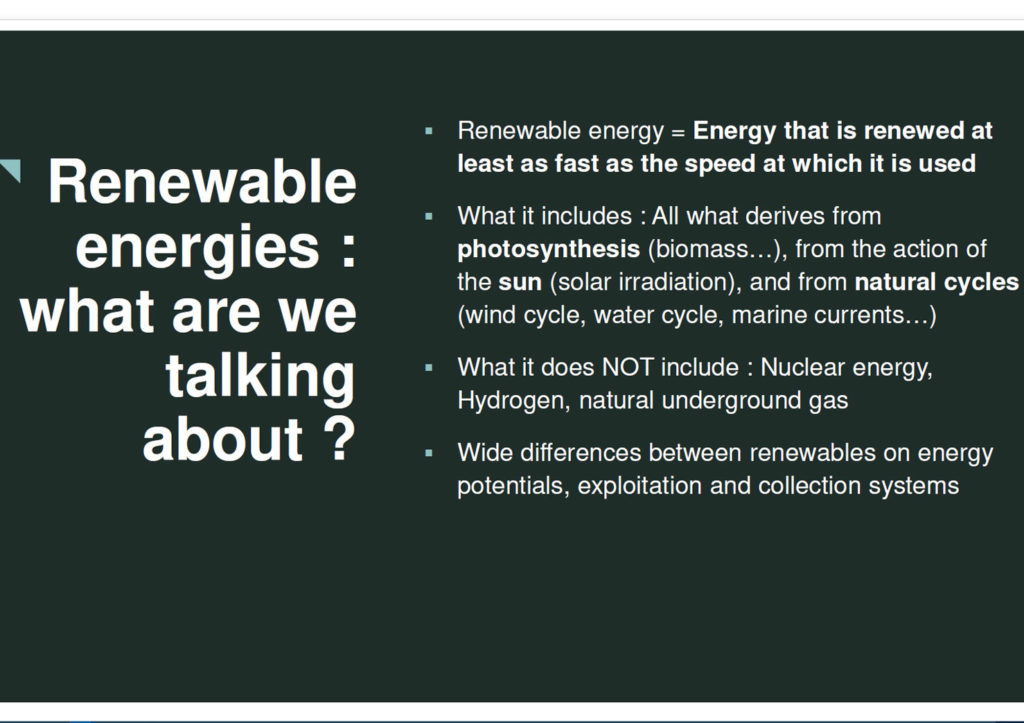 Renewable
energies :
what are we
talking
about ?
▪ Renewable energy = Energy that is renewed at
least as fast as the speed at which it is used
▪ What it includes : All what derives from
photosynthesis (biomass…), from the action of
the sun (solar irradiation), and from natural cycles
(wind cycle, water cycle, marine currents…)
▪ What it does NOT include : Nuclear energy,
Hydrogen, natural underground gas
▪ Wide differences between renewables on energy
potentials, exploitation and collection systems